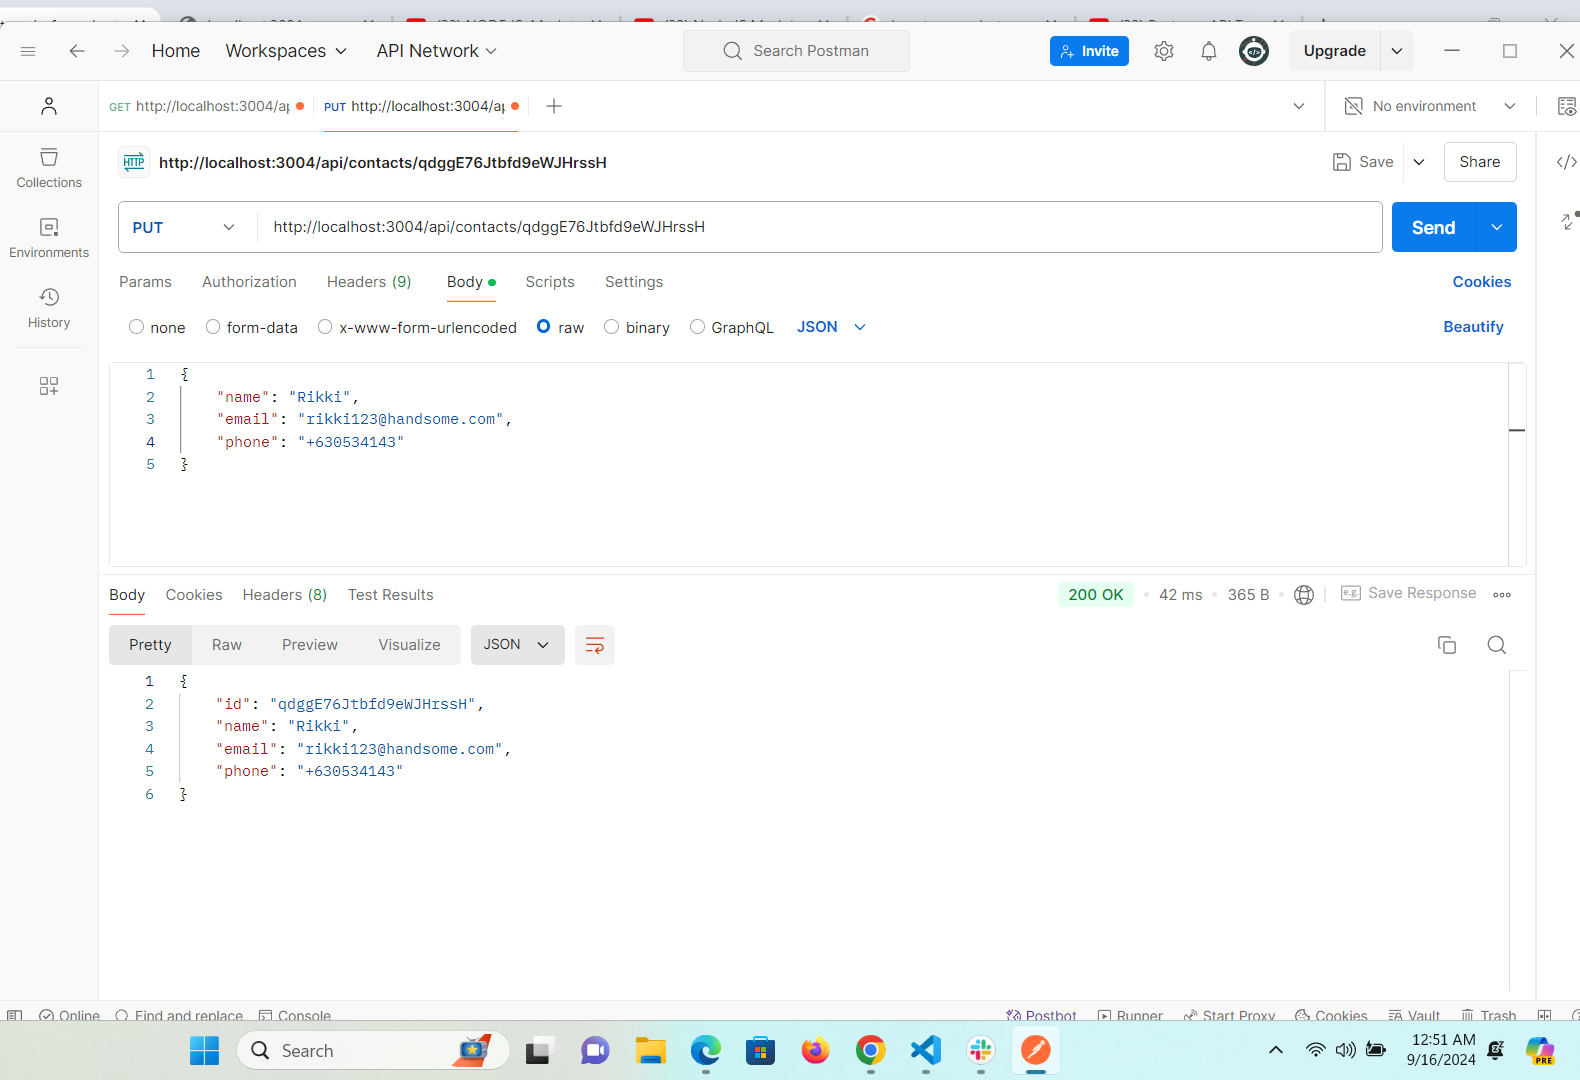 Home Workspaces API Network Search Postman Invite Upgrade
GET http://localhost:3004/ap PUT http://localhost:3004/ap No environment
HTTP http://localhost:3004/api/contacts/qdggE76Jtbfd9eWJHrssH Save Share
Collections
PUT http://localhost:3004/api/contacts/qdggE76Jtbfd9eWJHrssH Send
Environments
Params Authorization Headers (9) Body Scripts Settings Cookies
History
none form-data x-www-form-urlencoded raw binary GraphQL JSON Beautify
1 {
2 "name": "Rikki",
3 "email": "rikki123@handsome.com",
4 "phone": "+630534143"
5 }
Body Cookies Headers (8) Test Results 200 OK 42 ms 365 B e.g. Save Response
Pretty Raw Preview Visualize JSON
1 {
2 "id": "qdggE76Jtbfd9eWJHrssH",
3 "name": "Rikki",
4 "email": "rikki123@handsome.com",
5 "phone": "+630534143"
6 }
Online Find and replace Console Postbot Runner Start Proxy Cookies Vault Trash
Search 12:51 AM
9/16/2024
PRE